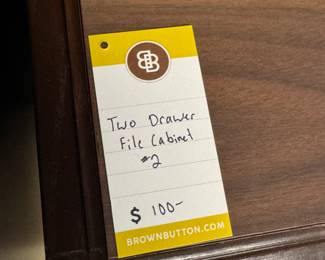 BB
Two Drawer
File Cabinet
#2
$ 100-
BROWNBUTTON.COM